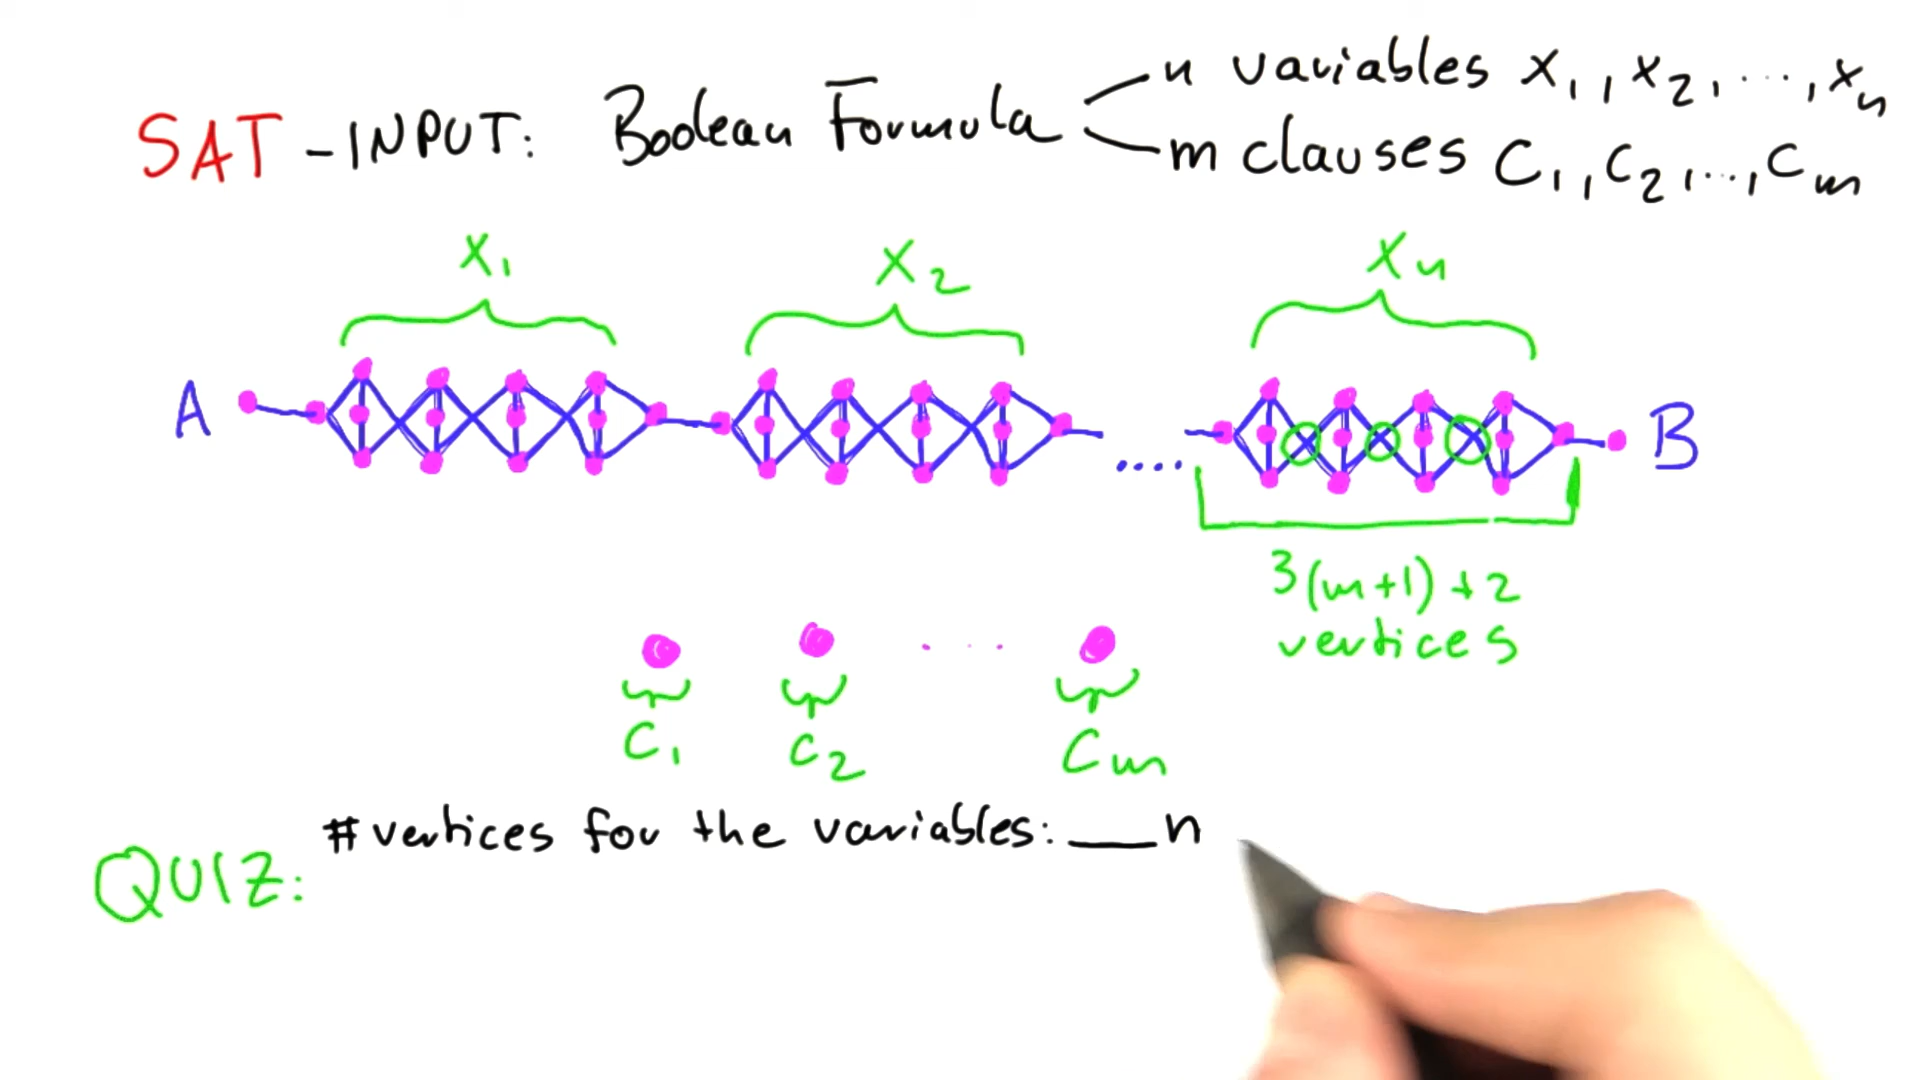 SAT - INPUT: Boolean Formula
n variables x₁, x₂, ..., xₙ
m clauses C₁, C₂, ..., Cₘ
X₁ X₂ Xₙ
A .... B
3(m+1)+2
vertices
C₁ C₂ ... Cₘ
QUIZ: # vertices for the variables: ___n